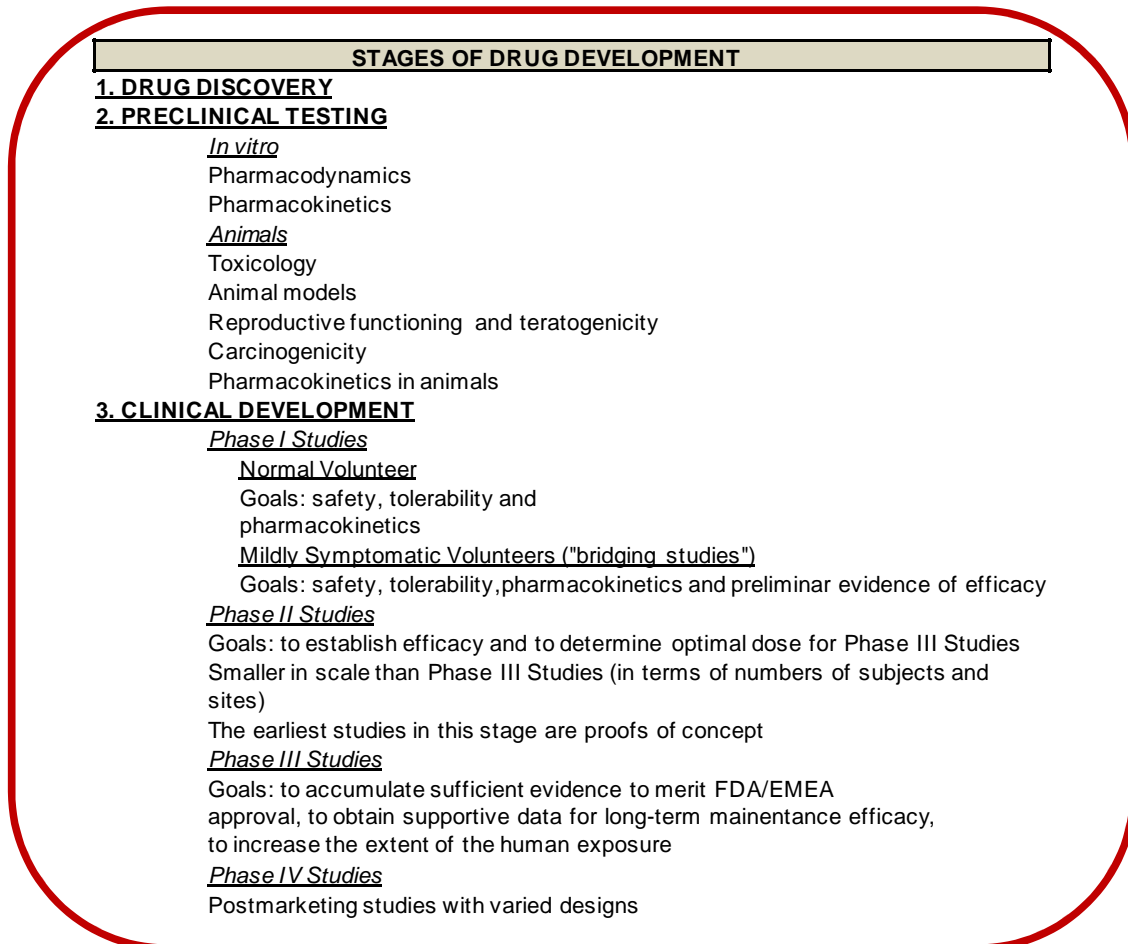 STAGES OF DRUG DEVELOPMENT
1. DRUG DISCOVERY
2. PRECLINICAL TESTING
In vitro
Pharmacodynamics
Pharmacokinetics
Animals
Toxicology
Animal models
Reproductive functioning and teratogenicity
Carcinogenicity
Pharmacokinetics in animals
3. CLINICAL DEVELOPMENT
Phase I Studies
Normal Volunteer
Goals: safety, tolerability and
pharmacokinetics
Mildly Symptomatic Volunteers ("bridging studies")
Goals: safety, tolerability,pharmacokinetics and preliminar evidence of efficacy
Phase II Studies
Goals: to establish efficacy and to determine optimal dose for Phase III Studies
Smaller in scale than Phase III Studies (in terms of numbers of subjects and
sites)
The earliest studies in this stage are proofs of concept
Phase III Studies
Goals: to accumulate sufficient evidence to merit FDA/EMEA
approval, to obtain supportive data for long-term mainentance efficacy,
to increase the extent of the human exposure
Phase IV Studies
Postmarketing studies with varied designs